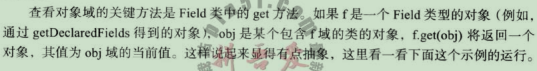 查看对象域的关键方法是 Field 类中的 get 方法。如果 f 是一个 Field 类型的对象（例如，
通过 getDeclaredFields 得到的对象），obj 是某个包含 f 域的类的对象，f.get(obj) 将返回一个
对象，其值为 obj 域的当前值。这样说起来显得有点抽象，这里看一看下面这个示例的运行。